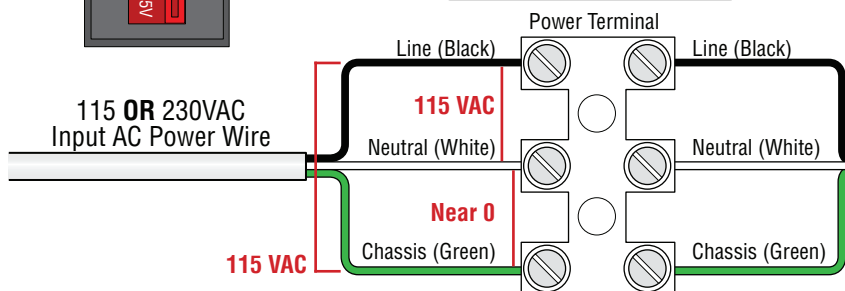 5V
Power Terminal
Line (Black)
Line (Black)
115 VAC
115 OR 230VAC
Input AC Power Wire
Neutral (White)
Neutral (White)
Near 0
Chassis (Green)
Chassis (Green)
115 VAC